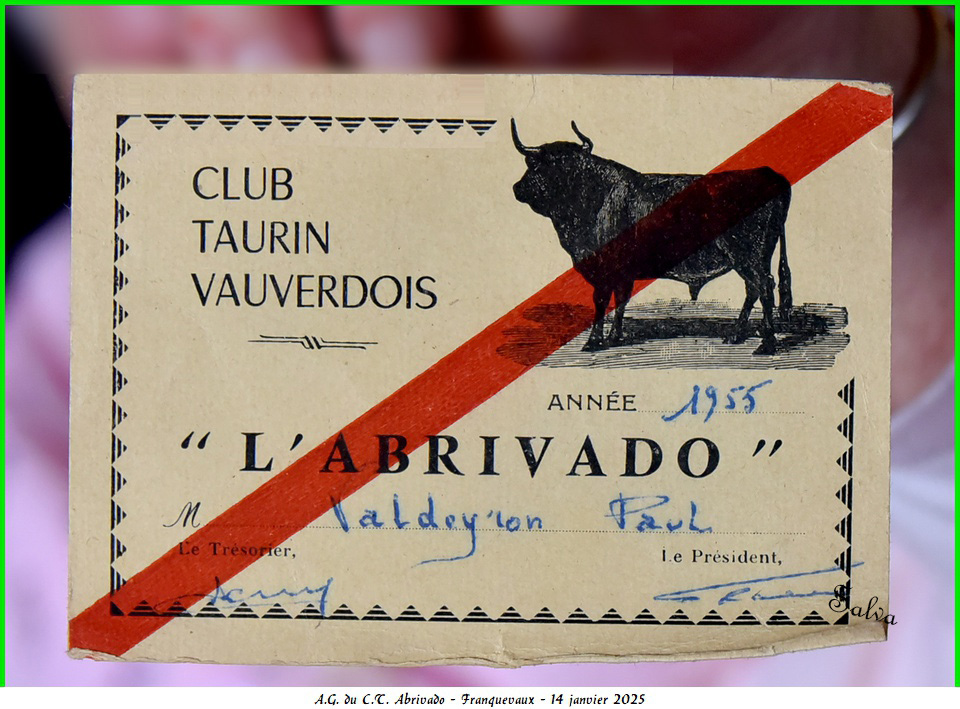 CLUB
TAURIN
VAUVERDOIS
ANNÉE 1955
“ L’ABRIVADO ”
M Valdeyron Paul
Le Trésorier,
Le Président,
Salva
A.G. du C.T. Abrivado - Franquevaux - 14 janvier 2025